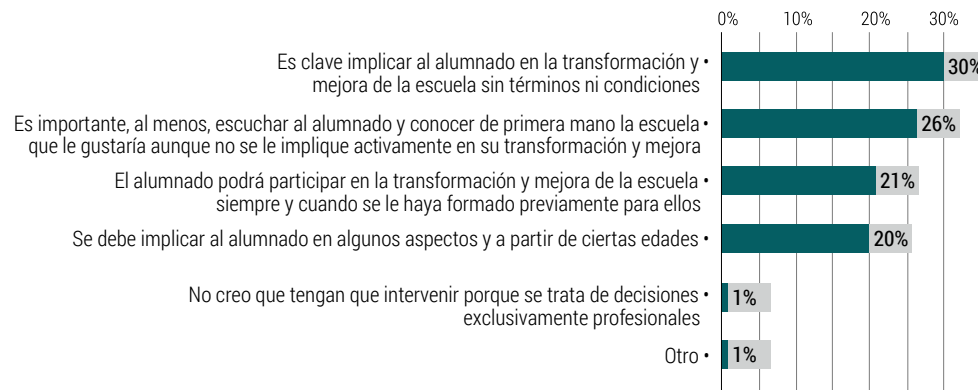 0% 10% 20% 30%
Es clave implicar al alumnado en la transformación y •
mejora de la escuela sin términos ni condiciones
30%
Es importante, al menos, escuchar al alumnado y conocer de primera mano la escuela •
que le gustaría aunque no se le implique activamente en su transformación y mejora
26%
El alumnado podrá participar en la transformación y mejora de la escuela •
siempre y cuando se le haya formado previamente para ellos
21%
Se debe implicar al alumnado en algunos aspectos y a partir de ciertas edades •
20%
No creo que tengan que intervenir porque se trata de decisiones •
exclusivamente profesionales
1%
Otro •
1%